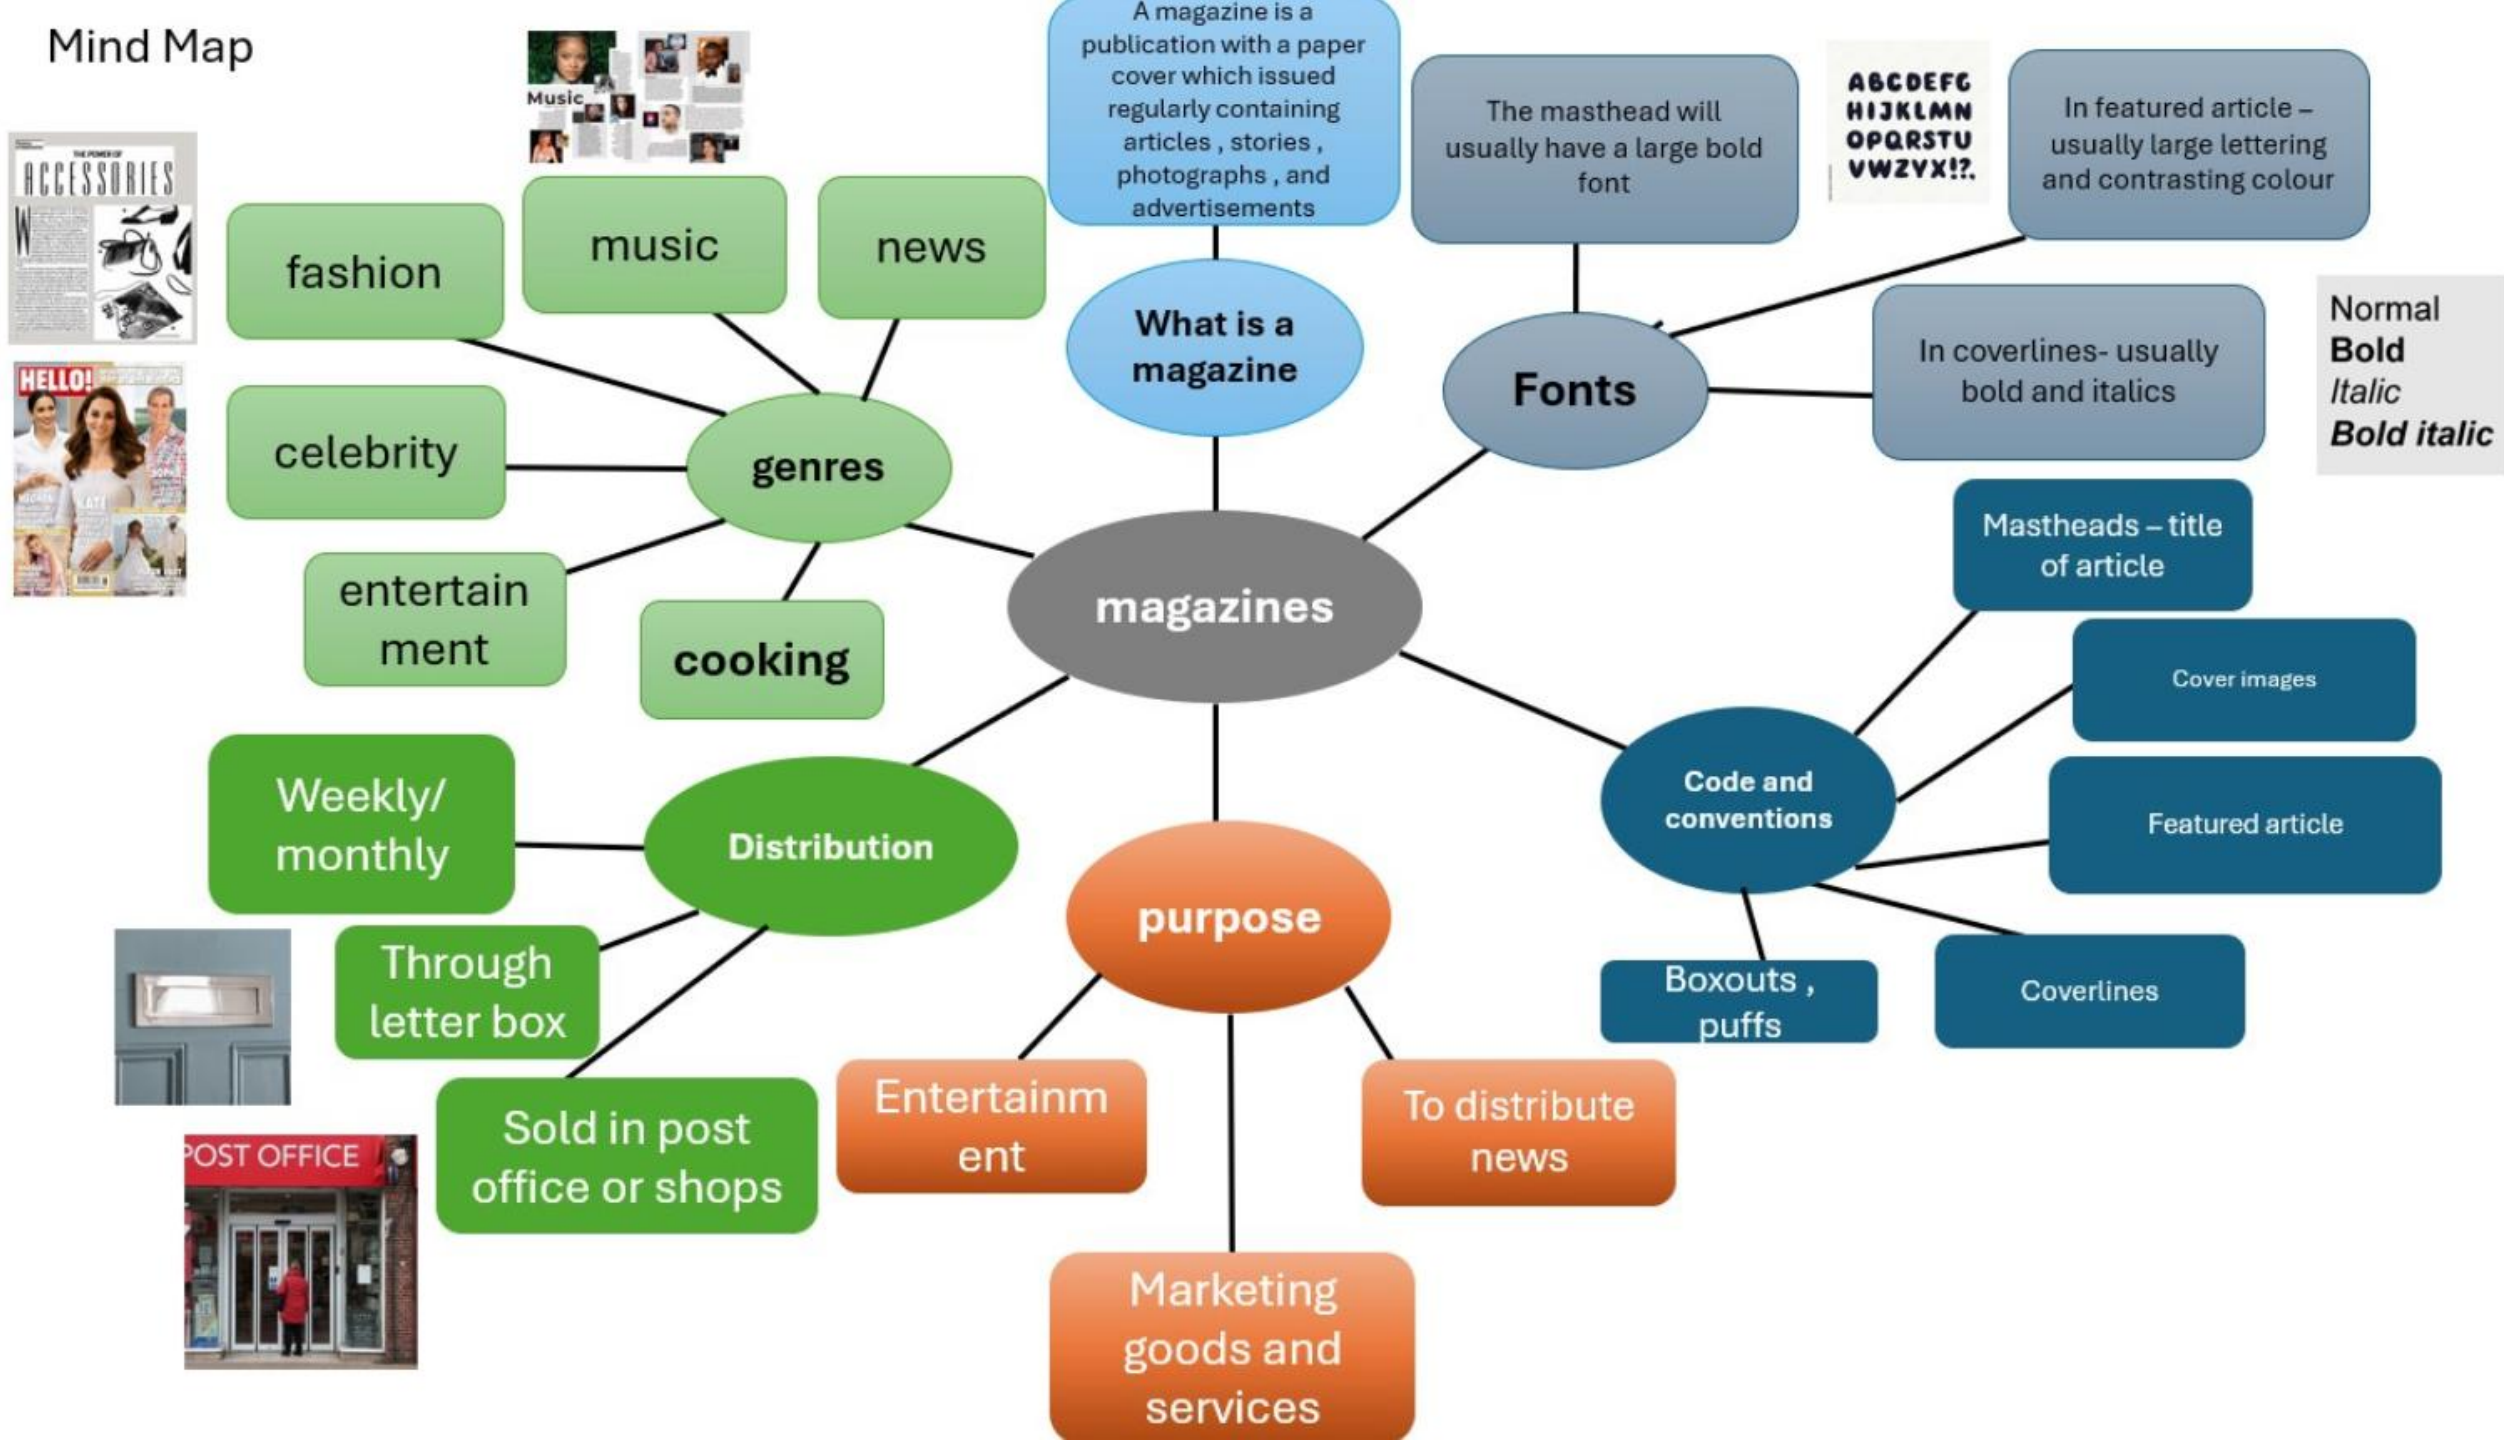 Mind Map
Music
THE POWER OF
ACCESSORIES
W
HELLO!
fashion
music
news
celebrity
entertain
ment
cooking
genres
A magazine is a
publication with a paper
cover which issued
regularly containing
articles , stories ,
photographs , and
advertisements
What is a
magazine
The masthead will
usually have a large bold
font
ABCDEFG
HIJKLMN
OPQRSTU
VWZYX!?.
In featured article –
usually large lettering
and contrasting colour
Fonts
In coverlines- usually
bold and italics
Normal
Bold
Italic
Bold italic
magazines
Mastheads – title
of article
Cover images
Code and
conventions
Featured article
Boxouts ,
puffs
Coverlines
Weekly/
monthly
Distribution
Through
letter box
Sold in post
office or shops
POST OFFICE
purpose
Entertainm
ent
To distribute
news
Marketing
goods and
services